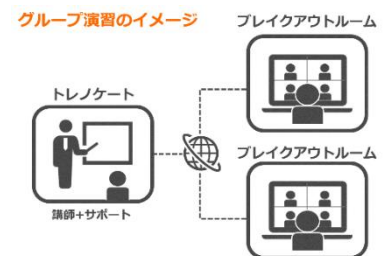 グループ演習のイメージ
ブレイクアウトルーム
トレノケート
ブレイクアウトルーム
講師+サポート